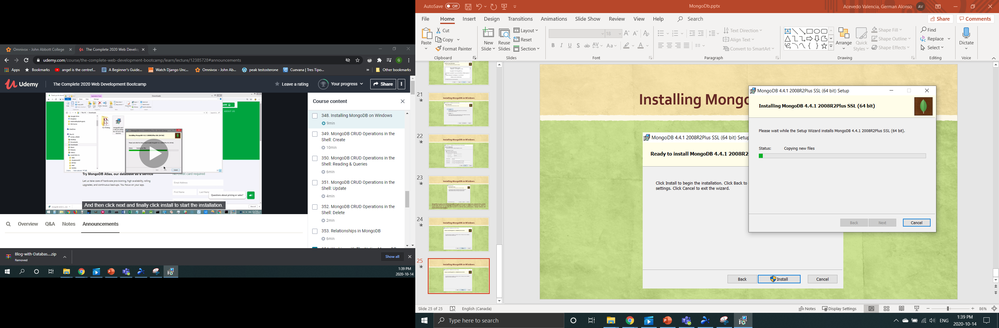 Omnivox - John Abbott College
The Complete 2020 Web Develop
udemy.com/course/the-complete-web-development-bootcamp/learn/lecture/12385728#announcements
G
Apps
Bookmarks
angel is the centref...
A Beginner's Guide...
Watch Django Unc...
Omnivox - John Ab...
peak testosterone
Cuevana | Tres Tipo...
Other bookmarks
Udemy
The Complete 2020 Web Development Bootcamp
Leave a rating
Your progress
Share
Downloads
ABOUT US
Try MongoDB Atlas, our database as a service
No credit card required
Let us take care of hardware provisioning, high availability, rolling
upgrades, and continuous backups. You focus on your app.
Email Address
First Name
Last Name
Questions about pricing or sales?
And then click next and finally click install to start the installation.
Course content
348. Installing MongoDB on Windows
9min
349. MongoDB CRUD Operations in the
Shell: Create
10min
350. MongoDB CRUD Operations in the
Shell: Reading & Queries
6min
351. MongoDB CRUD Operations in the
Shell: Update
4min
352. MongoDB CRUD Operations in the
Shell: Delete
2min
353. Relationships in MongoDB
6min
Overview
Q&A
Notes
Announcements
Blog-with-Databas....zip
Removed
Show all
1:39 PM
2020-10-14
AutoSave Off
MongoDb.pptx
Acevedo Valencia, German Alonso AV
File Home Insert Design Transitions Animations Slide Show Review View Help Search
Share
Comments
Paste
Cut
Copy
Format Painter
Clipboard
New
Slide
Reuse
Slides
Layout
Reset
Section
Slides
18
B I U S ab AV Aa A
Font
Text Direction
Align Text
Convert to SmartArt
Paragraph
Arrange
Quick
Styles
Shape Fill
Shape Outline
Shape Effects
Drawing
Find
Replace
Select
Editing
Dictate
Voice
21
Installing MongoDB on Windows
22
Installing MongoDB on Windows
23
Installing MongoDB on Windows
24
Installing MongoDB on Windows
25
Installing MongoDB on Windows
Installing Mongo
MongoDB 4.4.1 2008R2Plus SSL (64 bit) Setup
Ready to install MongoDB 4.4.1 2008R2
Click Install to begin the installation. Click Back to
settings. Click Cancel to exit the wizard.
Back
Install
Cancel
MongoDB 4.4.1 2008R2Plus SSL (64 bit) Setup
Installing MongoDB 4.4.1 2008R2Plus SSL (64 bit)
Please wait while the Setup Wizard installs MongoDB 4.4.1 2008R2Plus SSL (64 bit).
Status: Copying new files
Back
Next
Cancel
Slide 25 of 25
English (Canada)
Notes
Display Settings
86%
Type here to search
ENG
1:39 PM
2020-10-14